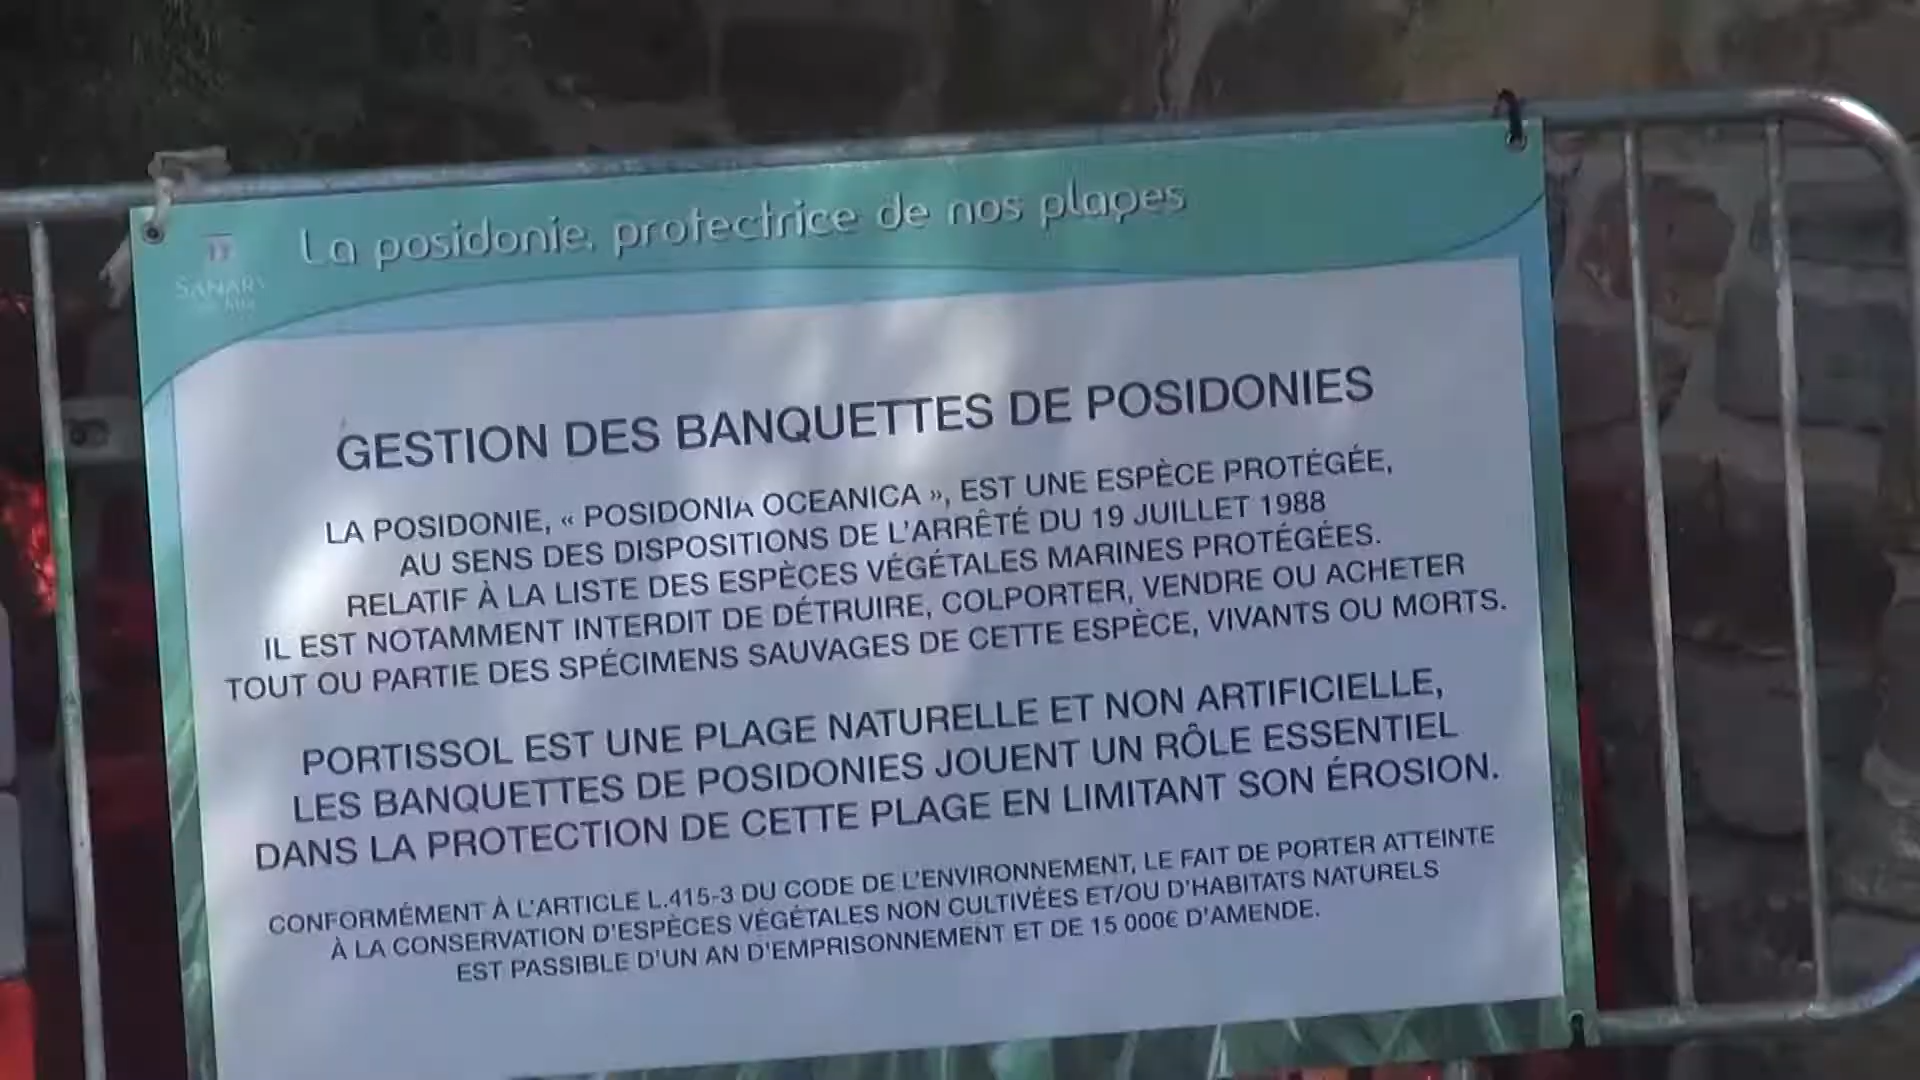 La posidonie, protectrice de nos plages
SANARY
GESTION DES BANQUETTES DE POSIDONIES
LA POSIDONIE, « POSIDONIA OCEANICA », EST UNE ESPÈCE PROTÉGÉE,
AU SENS DES DISPOSITIONS DE L'ARRÊTÉ DU 19 JUILLET 1988
RELATIF À LA LISTE DES ESPÈCES VÉGÉTALES MARINES PROTÉGÉES.
IL EST NOTAMMENT INTERDIT DE DÉTRUIRE, COLPORTER, VENDRE OU ACHETER
TOUT OU PARTIE DES SPÉCIMENS SAUVAGES DE CETTE ESPÈCE, VIVANTS OU MORTS.
PORTISSOL EST UNE PLAGE NATURELLE ET NON ARTIFICIELLE,
LES BANQUETTES DE POSIDONIES JOUENT UN RÔLE ESSENTIEL
DANS LA PROTECTION DE CETTE PLAGE EN LIMITANT SON ÉROSION.
CONFORMÉMENT À L'ARTICLE L.415-3 DU CODE DE L'ENVIRONNEMENT, LE FAIT DE PORTER ATTEINTE
À LA CONSERVATION D'ESPÈCES VÉGÉTALES NON CULTIVÉES ET/OU D'HABITATS NATURELS
EST PASSIBLE D'UN AN D'EMPRISONNEMENT ET DE 15 000€ D'AMENDE.